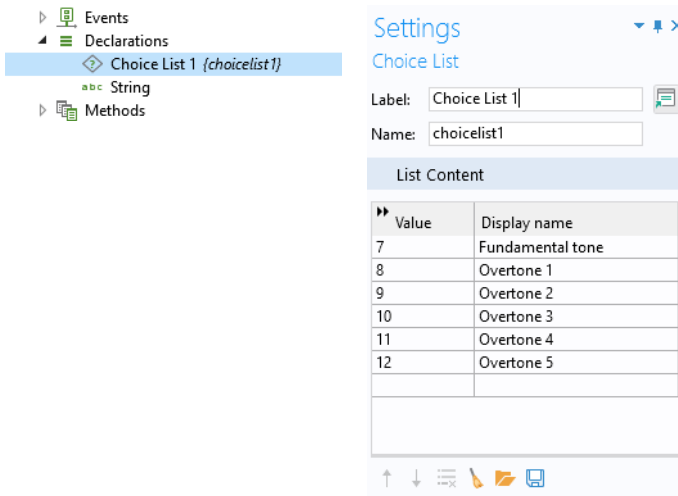 Events
Declarations
Choice List 1 {choicelist1}
abc String
Methods
Settings
Choice List
Label: Choice List 1
Name: choicelist1
List Content
Value Display name
7 Fundamental tone
8 Overtone 1
9 Overtone 2
10 Overtone 3
11 Overtone 4
12 Overtone 5